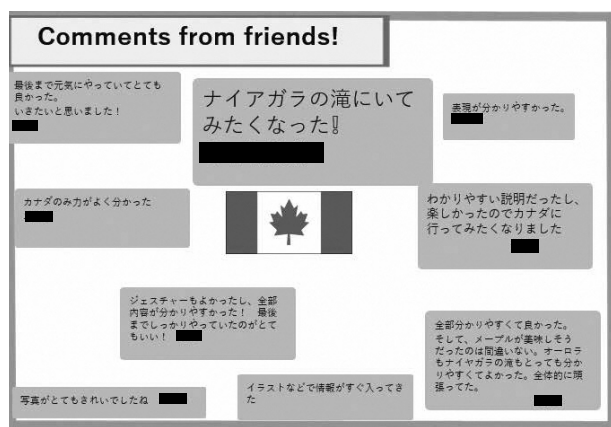 Comments from friends!
最後まで元気にやっていてとても
良かった。
いきたいと思いました！
ナイアガラの滝にいて
みたくなった!!
表現が分かりやすかった。
カナダのみ力がよく分かった
わかりやすい説明だったし、
楽しかったのでカナダに
行ってみたくなりました
ジェスチャーもよかったし、全部
内容が分かりやすかった！　最後
までしっかりやっていたのがとて
もいい！
全部分かりやすくて良かった。
そして、メープルが美味しそう
だったのは間違いない。オーロラ
もナイヤガラの滝もとっても分か
りやすくてよかった。全体的に頑
張ってた。
写真がとてもきれいでしたね
イラストなどで情報がすぐ入ってき
た